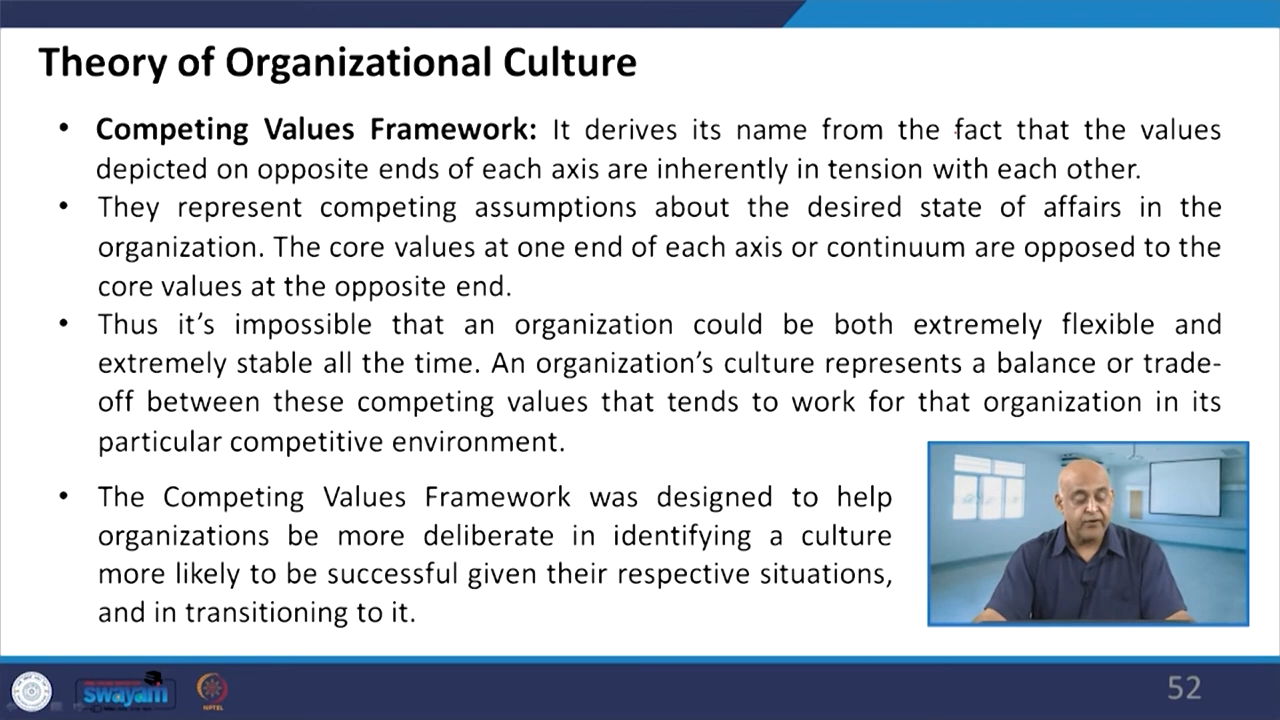 Theory of Organizational Culture
• Competing Values Framework: It derives its name from the fact that the values
depicted on opposite ends of each axis are inherently in tension with each other.
• They represent competing assumptions about the desired state of affairs in the
organization. The core values at one end of each axis or continuum are opposed to the
core values at the opposite end.
• Thus it’s impossible that an organization could be both extremely flexible and
extremely stable all the time. An organization’s culture represents a balance or trade-
off between these competing values that tends to work for that organization in its
particular competitive environment.
• The Competing Values Framework was designed to help
organizations be more deliberate in identifying a culture
more likely to be successful given their respective situations,
and in transitioning to it.
swayam
NPTEL
52